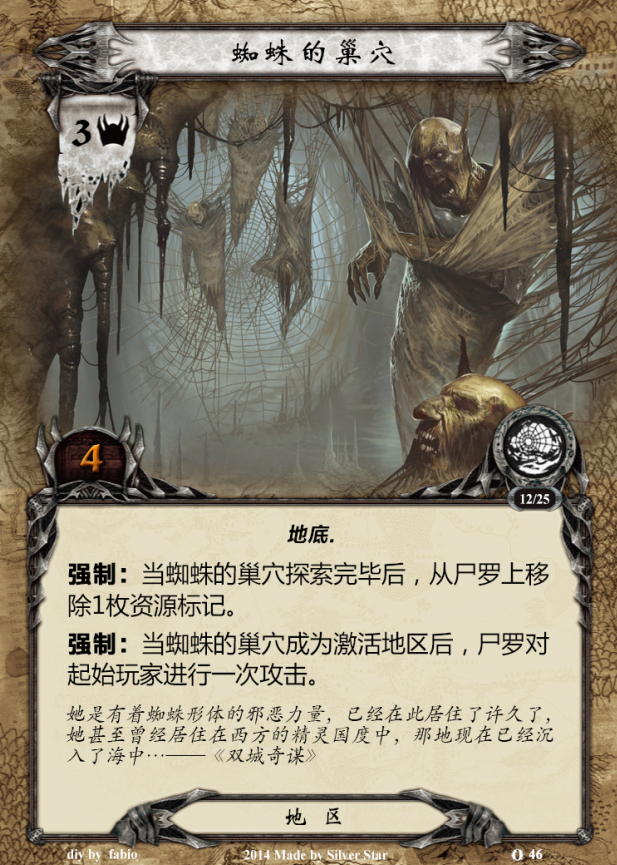 蜘蛛的巢穴
3
4
12/25
地底.
强制：当蜘蛛的巢穴探索完毕后，从尸罗上移
除1枚资源标记。
强制：当蜘蛛的巢穴成为激活地区后，尸罗对
起始玩家进行一次攻击。
她是有着蜘蛛形体的邪恶力量，已经在此居住了许久了，
她甚至曾经居住在西方的精灵国度中，那地现在已经沉
入了海中…——《双城奇谋》
地 区
diy by fabio 2014 Made by Silver Star 46